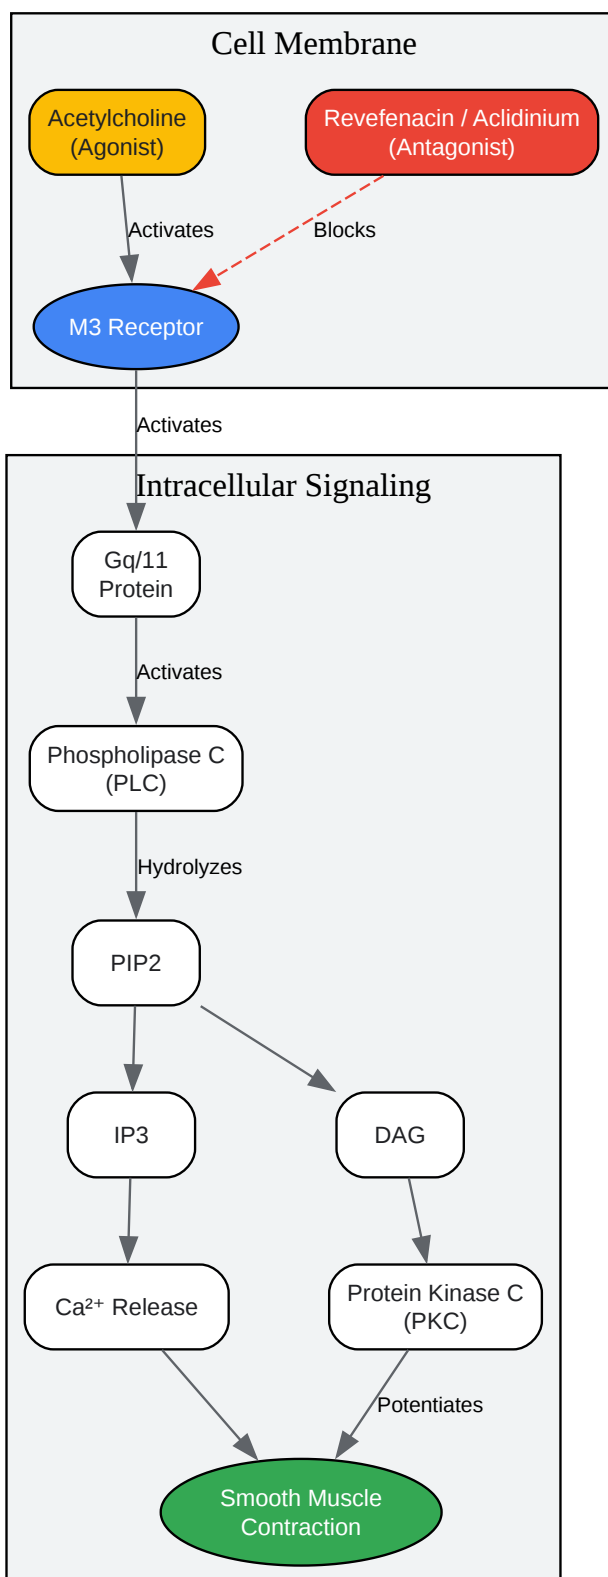 Cell Membrane
Acetylcholine
(Agonist)
Revefenacin / Aclidinium
(Antagonist)
Activates
Blocks
M3 Receptor
Activates
Intracellular Signaling
Gq/11
Protein
Activates
Phospholipase C
(PLC)
Hydrolyzes
PIP2
IP3
DAG
Ca²⁺ Release
Protein Kinase C
(PKC)
Potentiates
Smooth Muscle
Contraction